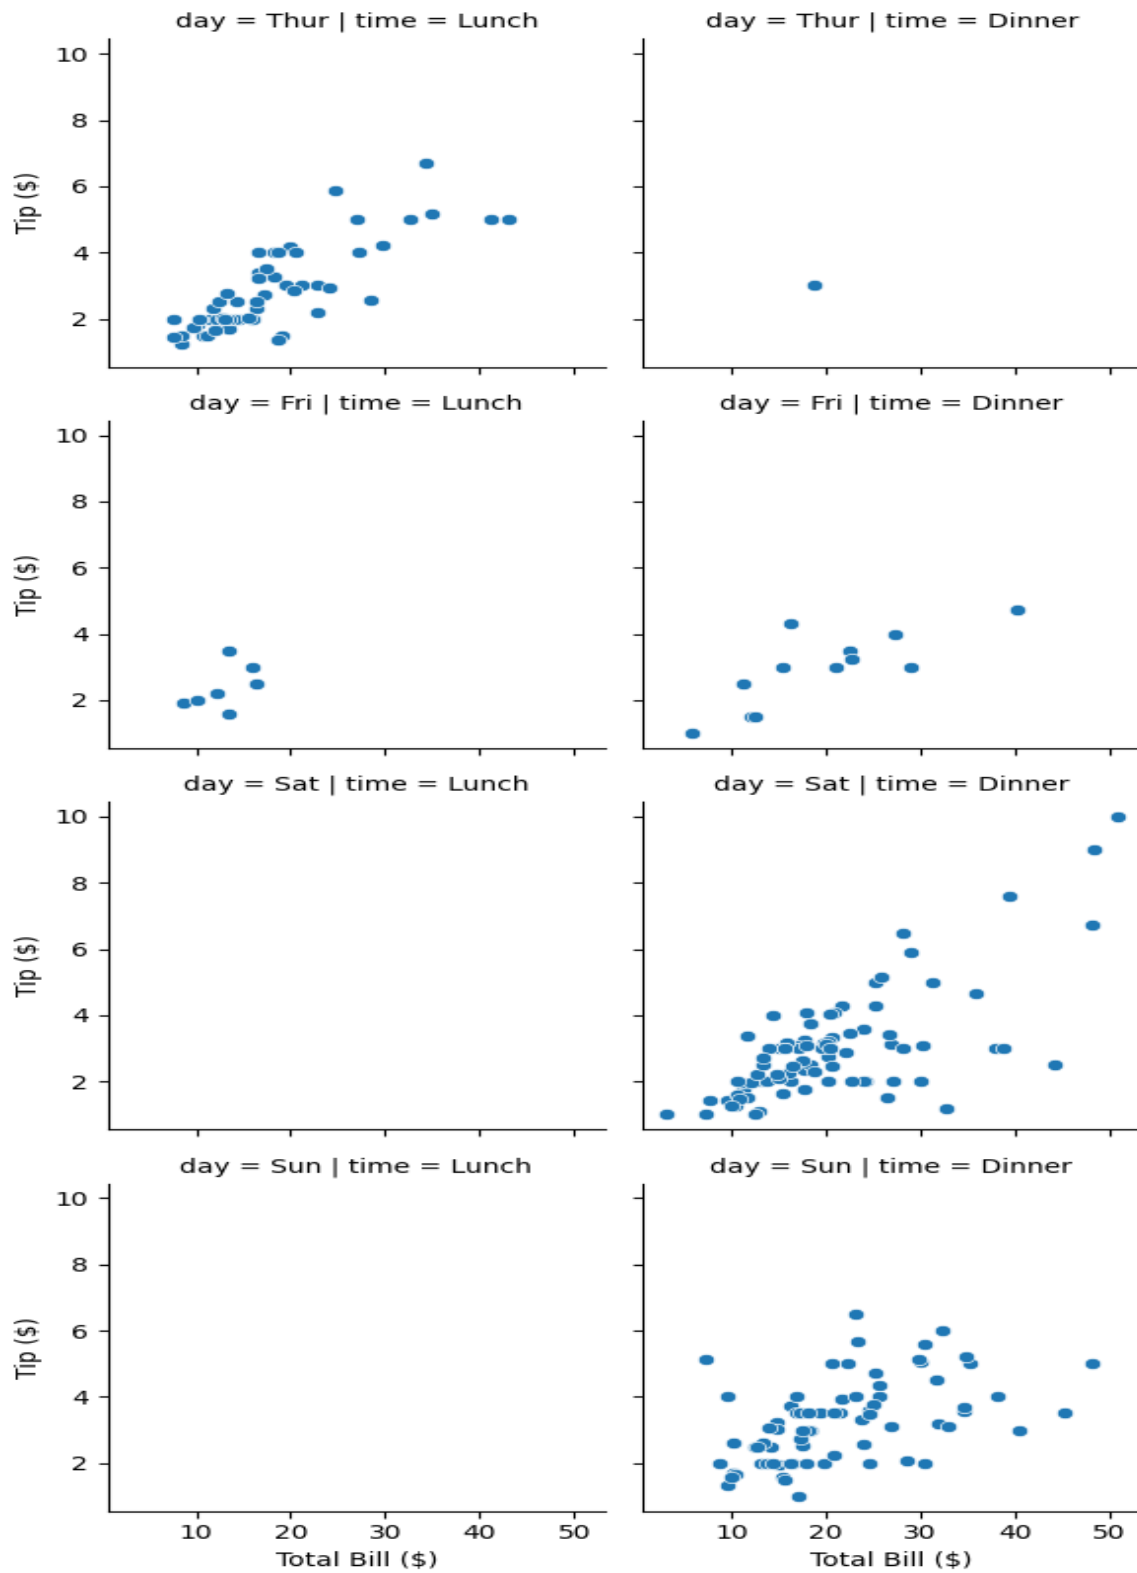 day = Thur | time = Lunch
day = Thur | time = Dinner
10
8
6
4
2
Tip ($)
day = Fri | time = Lunch
day = Fri | time = Dinner
10
8
6
4
2
Tip ($)
day = Sat | time = Lunch
day = Sat | time = Dinner
10
8
6
4
2
Tip ($)
day = Sun | time = Lunch
day = Sun | time = Dinner
10
8
6
4
2
Tip ($)
10 20 30 40 50
10 20 30 40 50
Total Bill ($)
Total Bill ($)